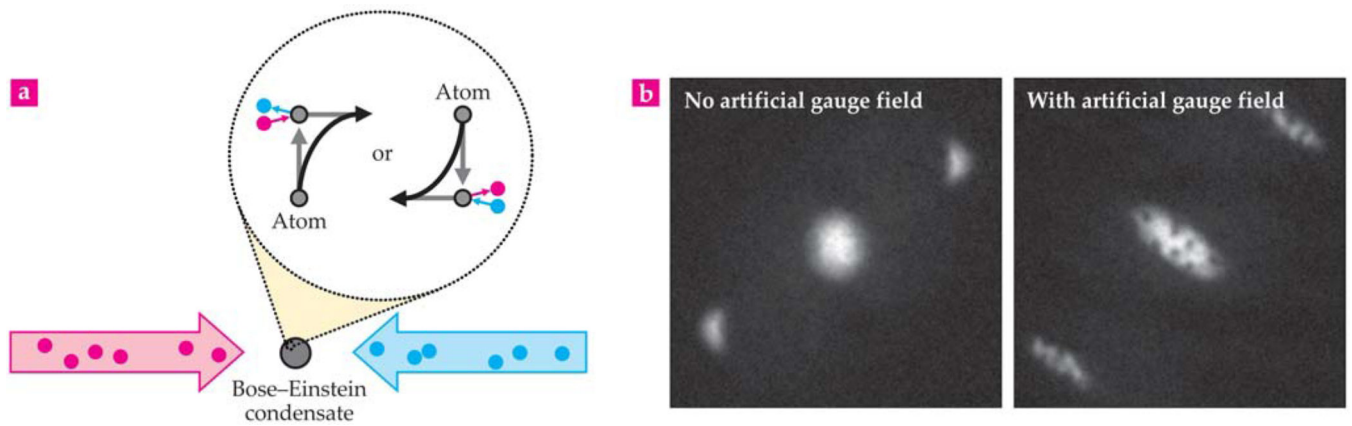 a
Atom
or
Atom
Bose–Einstein
condensate
b
No artificial gauge field
With artificial gauge field